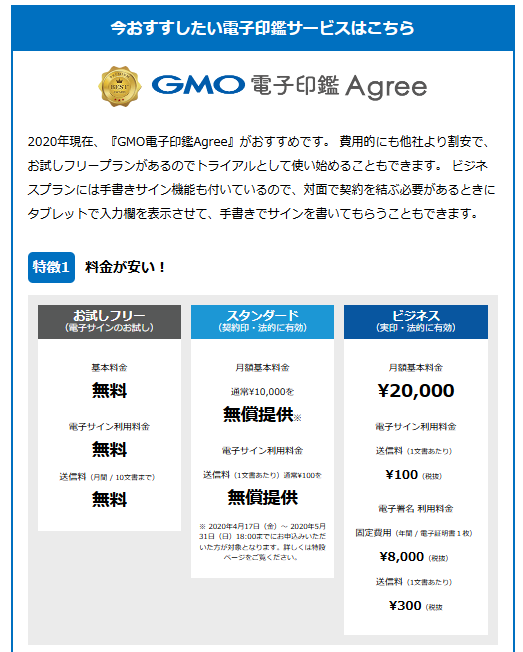 今おすすしたい電子印鑑サービスはこちら
BEST
GMO 電子印鑑 Agree
2020年現在、『GMO電子印鑑Agree』がおすすめです。 費用的にも他社より割安で、
お試しフリープランがあるのでトライアルとして使い始めることもできます。 ビジネ
スプランには手書きサイン機能も付いているので、対面で契約を結ぶ必要があるときに
タブレットで入力欄を表示させて、手書きでサインを書いてもらうこともできます。
特徴1 料金が安い！
お試しフリー
（電子サインのお試し）
基本料金
無料
電子サイン利用料金
無料
送信料（月間 / 10文書まで）
無料
スタンダード
（契約印・法的に有効）
月額基本料金
通常¥10,000を
無償提供※
電子サイン利用料金
送信料（1文書あたり）通常¥100を
無償提供
※ 2020年4月17日（金）～ 2020年5月
31日（日）18:00までにお申込みいただ
いた方が対象となります。詳しくは特設
ページをご覧ください。
ビジネス
（実印・法的に有効）
月額基本料金
¥20,000
電子サイン利用料金
送信料（1文書あたり）
¥100（税抜）
電子署名 利用料金
固定費用（年間 / 電子証明書１枚）
¥8,000（税抜）
送信料（1文書あたり）
¥300（税抜